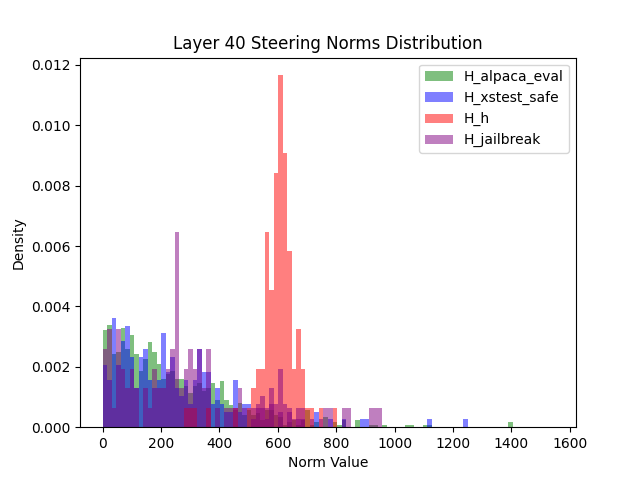 Layer 40 Steering Norms Distribution
H_alpaca_eval
H_xstest_safe
H_h
H_jailbreak
0.012
0.010
0.008
0.006
0.004
0.002
0.000
Density
0 200 400 600 800 1000 1200 1400 1600
Norm Value